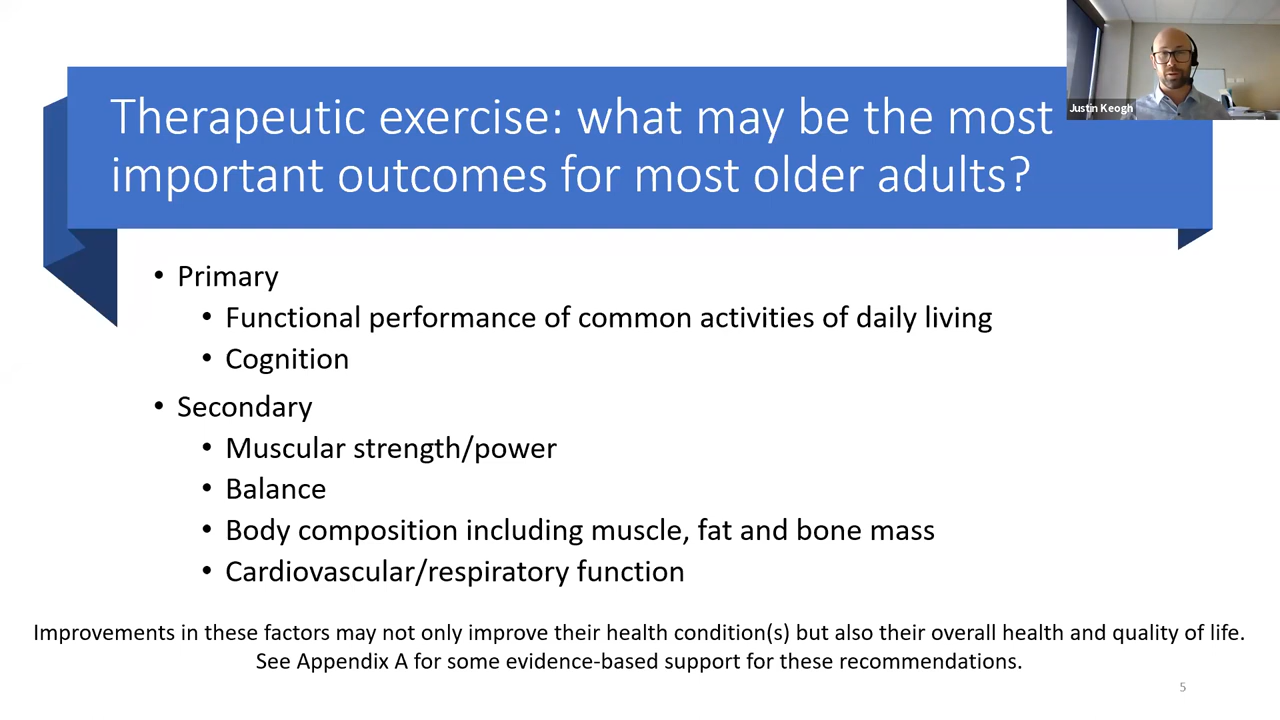 Therapeutic exercise: what may be the most
important outcomes for most older adults?
Justin Keogh
• Primary
• Functional performance of common activities of daily living
• Cognition
• Secondary
• Muscular strength/power
• Balance
• Body composition including muscle, fat and bone mass
• Cardiovascular/respiratory function
Improvements in these factors may not only improve their health condition(s) but also their overall health and quality of life.
See Appendix A for some evidence-based support for these recommendations.
5